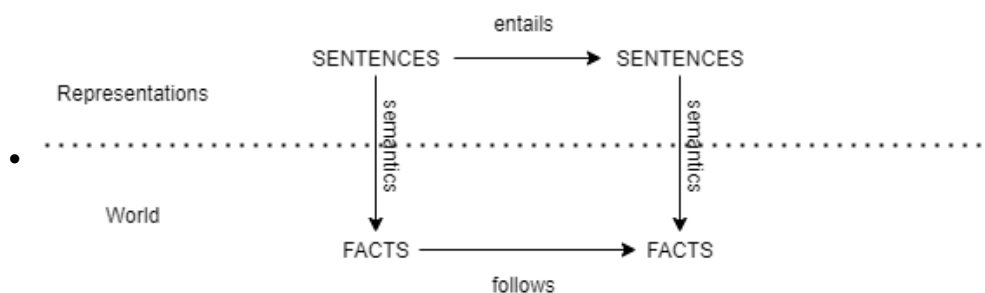 entails
SENTENCES SENTENCES
Representations
semantics semantics
World
FACTS FACTS
follows